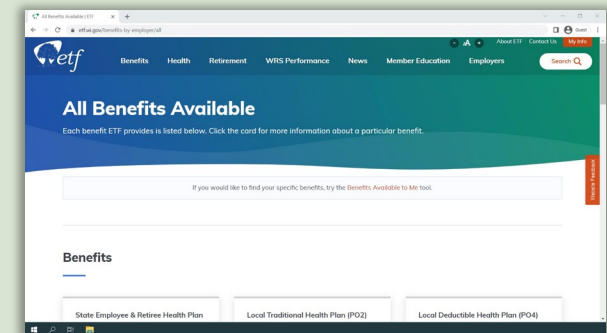 All Benefits Available | ETF
etf.wi.gov/benefits-by-employer/all
Guest
A
About ETF Contact Us My Info
etf
Benefits Health Retirement WRS Performance News Member Education Employers Search
All Benefits Available
Each benefit ETF provides is listed below. Click the card for more information about a particular benefit.
Website Feedback
If you would like to find your specific benefits, try the Benefits Available to Me tool.
Benefits
State Employee & Retiree Health Plan
Local Traditional Health Plan (PO2)
Local Deductible Health Plan (PO4)